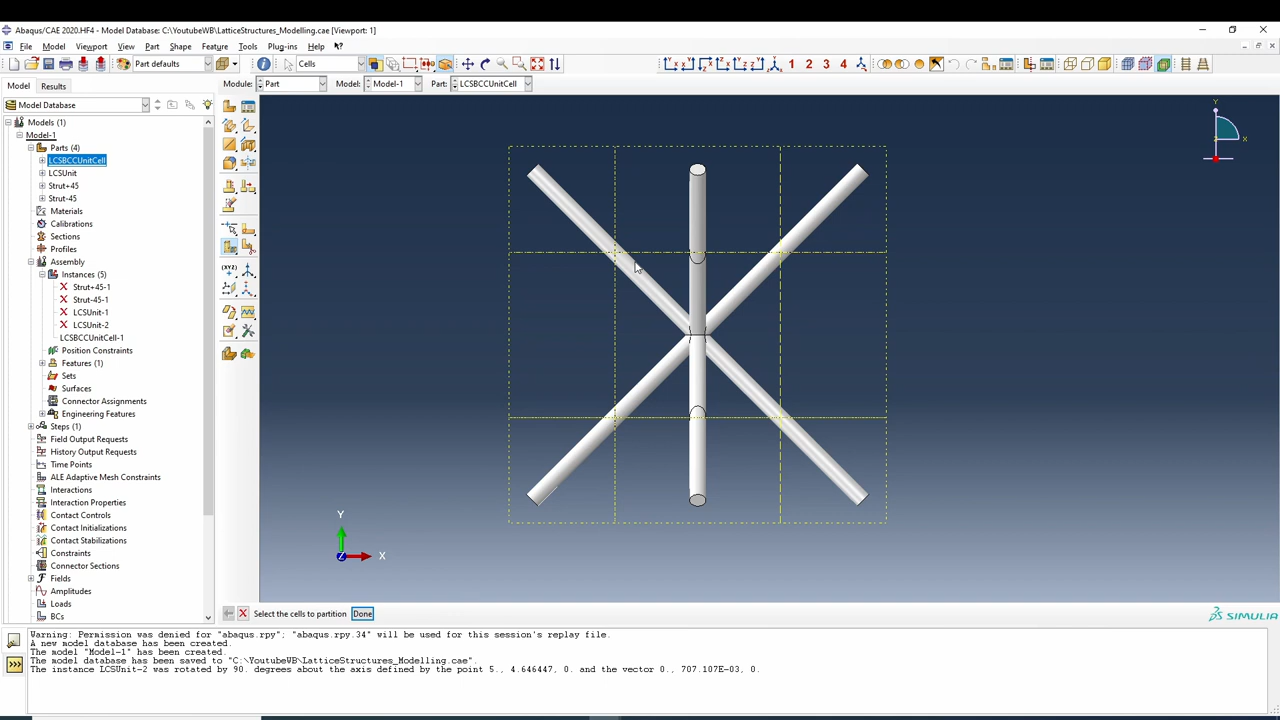 Abaqus/CAE 2020.HF4 - Model Database: C:\YoutubeWB\LatticeStructures_Modelling.cae [Viewport: 1]
File Model Viewport View Part Shape Feature Tools Plug-ins Help
Part defaults Cells 1 2 3 4
Model Results Module: Part Model: Model-1 Part: LCSBCCUnitCell
Model Database
Models (1)
Model-1
Parts (4)
LCSBCCUnitCell
LCSUnit
Strut+45
Strut-45
Materials
Calibrations
Sections
Profiles
Assembly
Instances (5)
Strut+45-1
Strut-45-1
LCSUnit-1
LCSUnit-2
LCSBCCUnitCell-1
Position Constraints
Features (1)
Sets
Surfaces
Connector Assignments
Engineering Features
Steps (1)
Field Output Requests
History Output Requests
Time Points
ALE Adaptive Mesh Constraints
Interactions
Interaction Properties
Contact Controls
Contact Initializations
Contact Stabilizations
Constraints
Connector Sections
Fields
Amplitudes
Loads
BCs
(XYZ)
Y
X
Y
X
Z
Select the cells to partition Done
SIMULIA
Warning: Permission was denied for "abaqus.rpy"; "abaqus.rpy.34" will be used for this session's replay file.
A new model database has been created.
The model "Model-1" has been created.
The model database has been saved to "C:\YoutubeWB\LatticeStructures_Modelling.cae".
The instance LCSUnit-2 was rotated by 90. degrees about the axis defined by the point 5., 4.646447, 0. and the vector 0., 707.107E-03, 0.
>>>